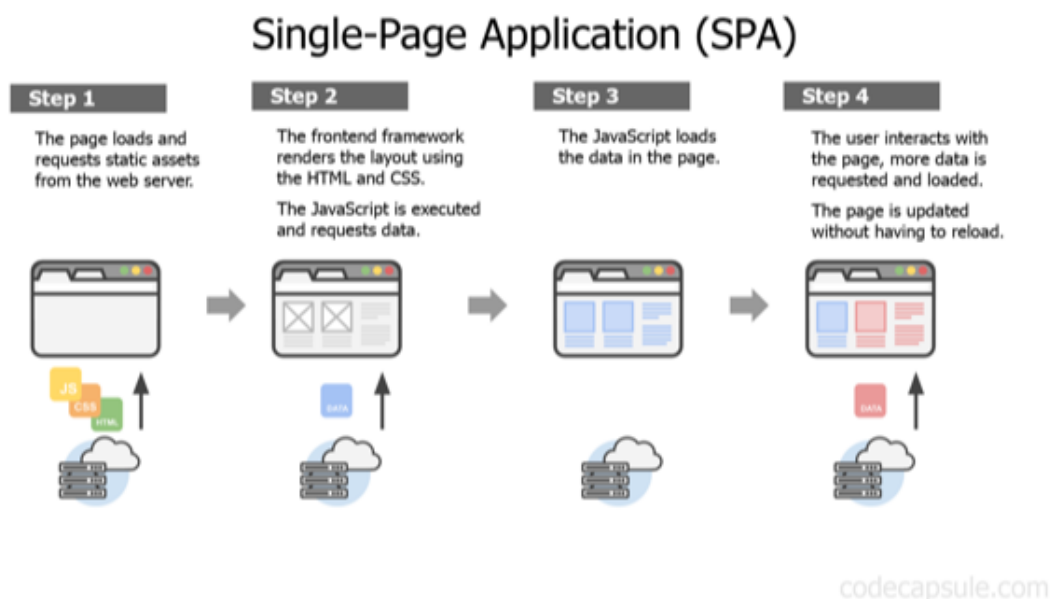 Single-Page Application (SPA)
Step 1
The page loads and
requests static assets
from the web server.
JS
CSS
HTML
Step 2
The frontend framework
renders the layout using
the HTML and CSS.
The JavaScript is executed
and requests data.
DATA
Step 3
The JavaScript loads
the data in the page.
Step 4
The user interacts with
the page, more data is
requested and loaded.
The page is updated
without having to reload.
DATA
codecapsule.com